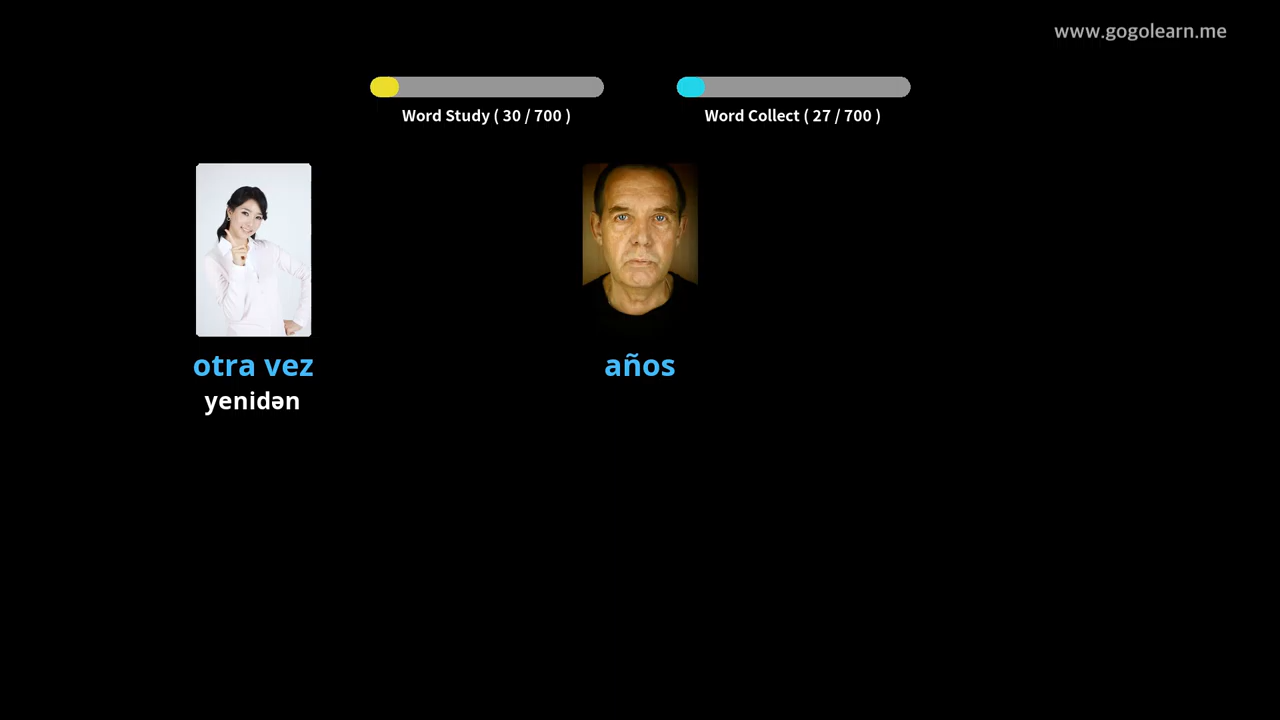 www.gogolearn.me
Word Study ( 30 / 700 )
Word Collect ( 27 / 700 )
otra vez
años
yenidən